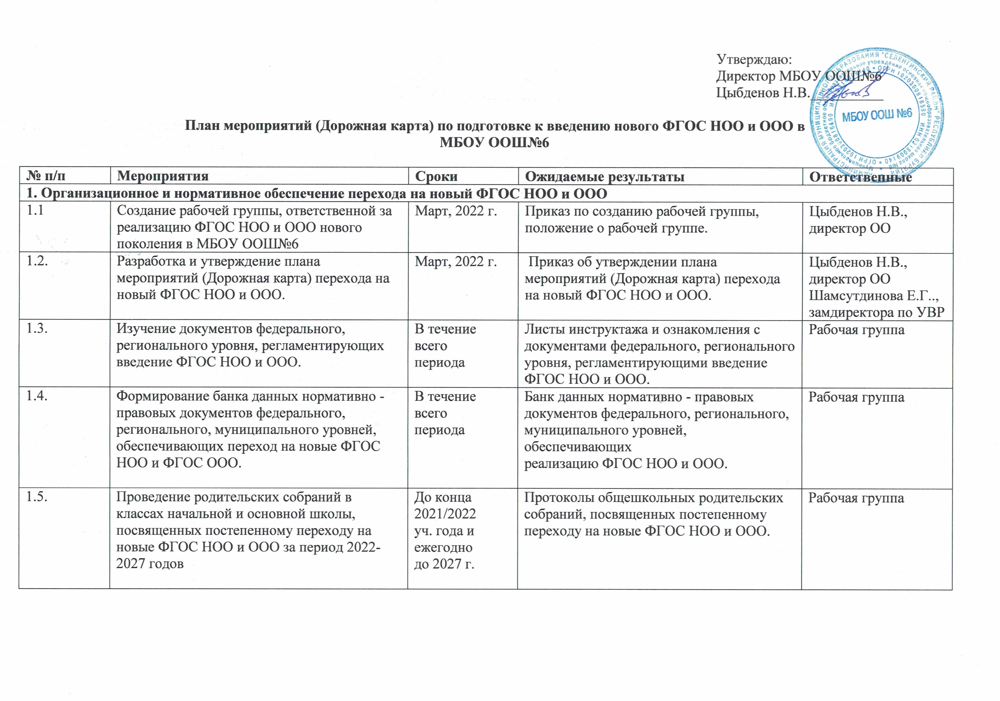 Утверждаю:
Директор МБОУ ООШ№6
Цыбденов Н.В.
МБОУ ООШ №6
План мероприятий (Дорожная карта) по подготовке к введению нового ФГОС НОО и ООО в
МБОУ ООШ№6
№ п/п Мероприятия Сроки Ожидаемые результаты Ответственные
1. Организационное и нормативное обеспечение перехода на новый ФГОС НОО и ООО
1.1
Создание рабочей группы, ответственной за
реализацию ФГОС НОО и ООО нового
поколения в МБОУ ООШ№6
Март, 2022 г.
Приказ по созданию рабочей группы,
положение о рабочей группе.
Цыбденов Н.В.,
директор ОО
1.2.
Разработка и утверждение плана
мероприятий (Дорожная карта) перехода на
новый ФГОС НОО и ООО.
Март, 2022 г.
Приказ об утверждении плана
мероприятий (Дорожная карта) перехода
на новый ФГОС НОО и ООО.
Цыбденов Н.В.,
директор ОО
Шамсутдинова Е.Г..,
замдиректора по УВР
1.3.
Изучение документов федерального,
регионального уровня, регламентирующих
введение ФГОС НОО и ООО.
В течение
всего
периода
Листы инструктажа и ознакомления с
документами федерального, регионального
уровня, регламентирующими введение
ФГОС НОО и ООО.
Рабочая группа
1.4.
Формирование банка данных нормативно -
правовых документов федерального,
регионального, муниципального уровней,
обеспечивающих переход на новые ФГОС
НОО и ФГОС ООО.
В течение
всего
периода
Банк данных нормативно - правовых
документов федерального, регионального,
муниципального уровней,
обеспечивающих
реализацию ФГОС НОО и ООО.
Рабочая группа
1.5.
Проведение родительских собраний в
классах начальной и основной школы,
посвященных постепенному переходу на
новые ФГОС НОО и ООО за период 2022-
2027 годов
До конца
2021/2022
уч. года и
ежегодно
до 2027 г.
Протоколы общешкольных родительских
собраний, посвященных постепенному
переходу на новые ФГОС НОО и ООО.
Рабочая группа